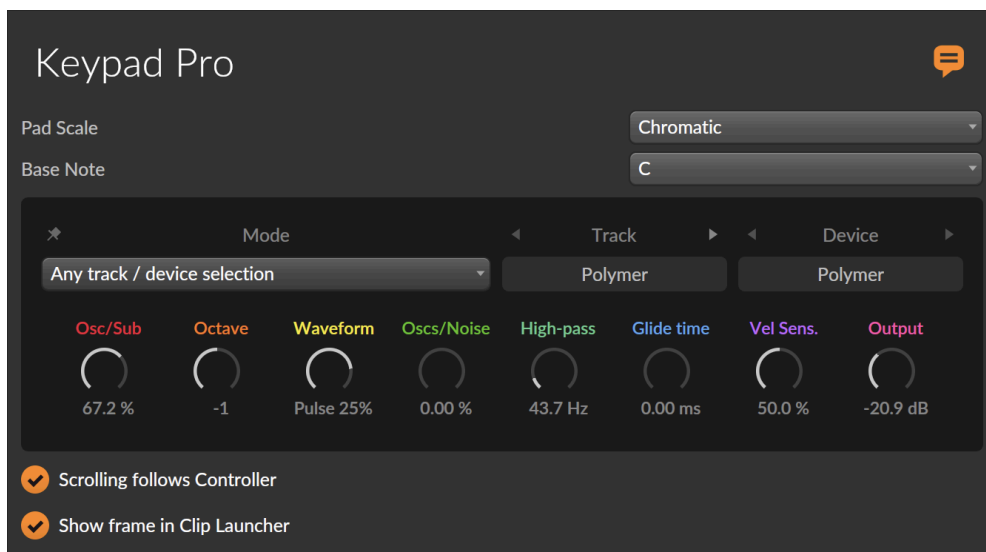 Keypad Pro
Pad Scale
Chromatic
Base Note
C
Mode
Track
Device
Any track / device selection
Polymer
Polymer
Osc/Sub
Octave
Waveform
Oscs/Noise
High-pass
Glide time
Vel Sens.
Output
67.2 %
-1
Pulse 25%
0.00 %
43.7 Hz
0.00 ms
50.0 %
-20.9 dB
Scrolling follows Controller
Show frame in Clip Launcher